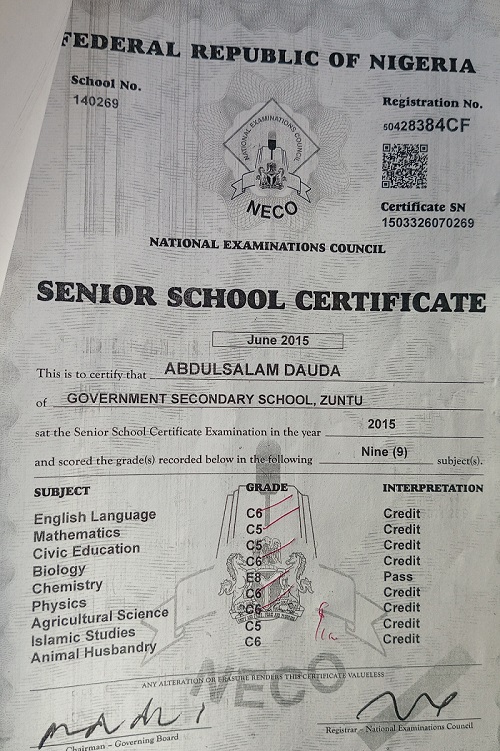 FEDERAL REPUBLIC OF NIGERIA
School No.
140269
Registration No.
50428384CF
NATIONAL EXAMINATIONS COUNCIL
NECO
Certificate SN
1503326070269
NATIONAL EXAMINATIONS COUNCIL
SENIOR SCHOOL CERTIFICATE
June 2015
This is to certify that ABDULSALAM DAUDA
of GOVERNMENT SECONDARY SCHOOL, ZUNTU
sat the Senior School Certificate Examination in the year 2015
and scored the grade(s) recorded below in the following Nine (9) subject(s).
SUBJECT GRADE INTERPRETATION
English Language C6 Credit
Mathematics C5 Credit
Civic Education C5 Credit
Biology C6 Credit
Chemistry E8 Pass
Physics C6 Credit
Agricultural Science C6 Credit
Islamic Studies C5 Credit
Animal Husbandry C6 Credit
NECO
ANY ALTERATION OR ERASURE RENDERS THIS CERTIFICATE VALUELESS
Chairman – Governing Board
Registrar – National Examinations Council